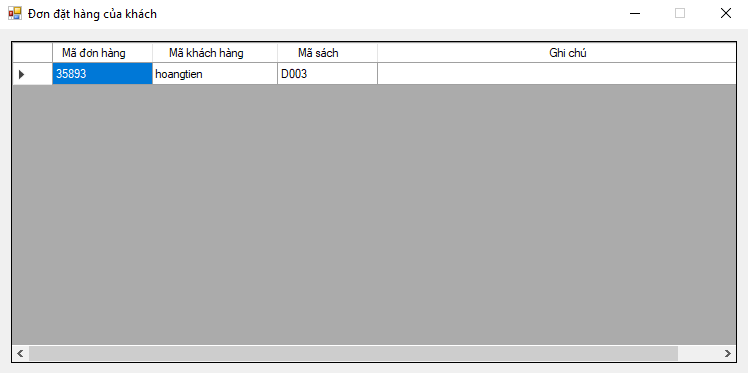 Đơn đặt hàng của khách
Mã đơn hàng Mã khách hàng Mã sách Ghi chú
35893 hoangtien D003